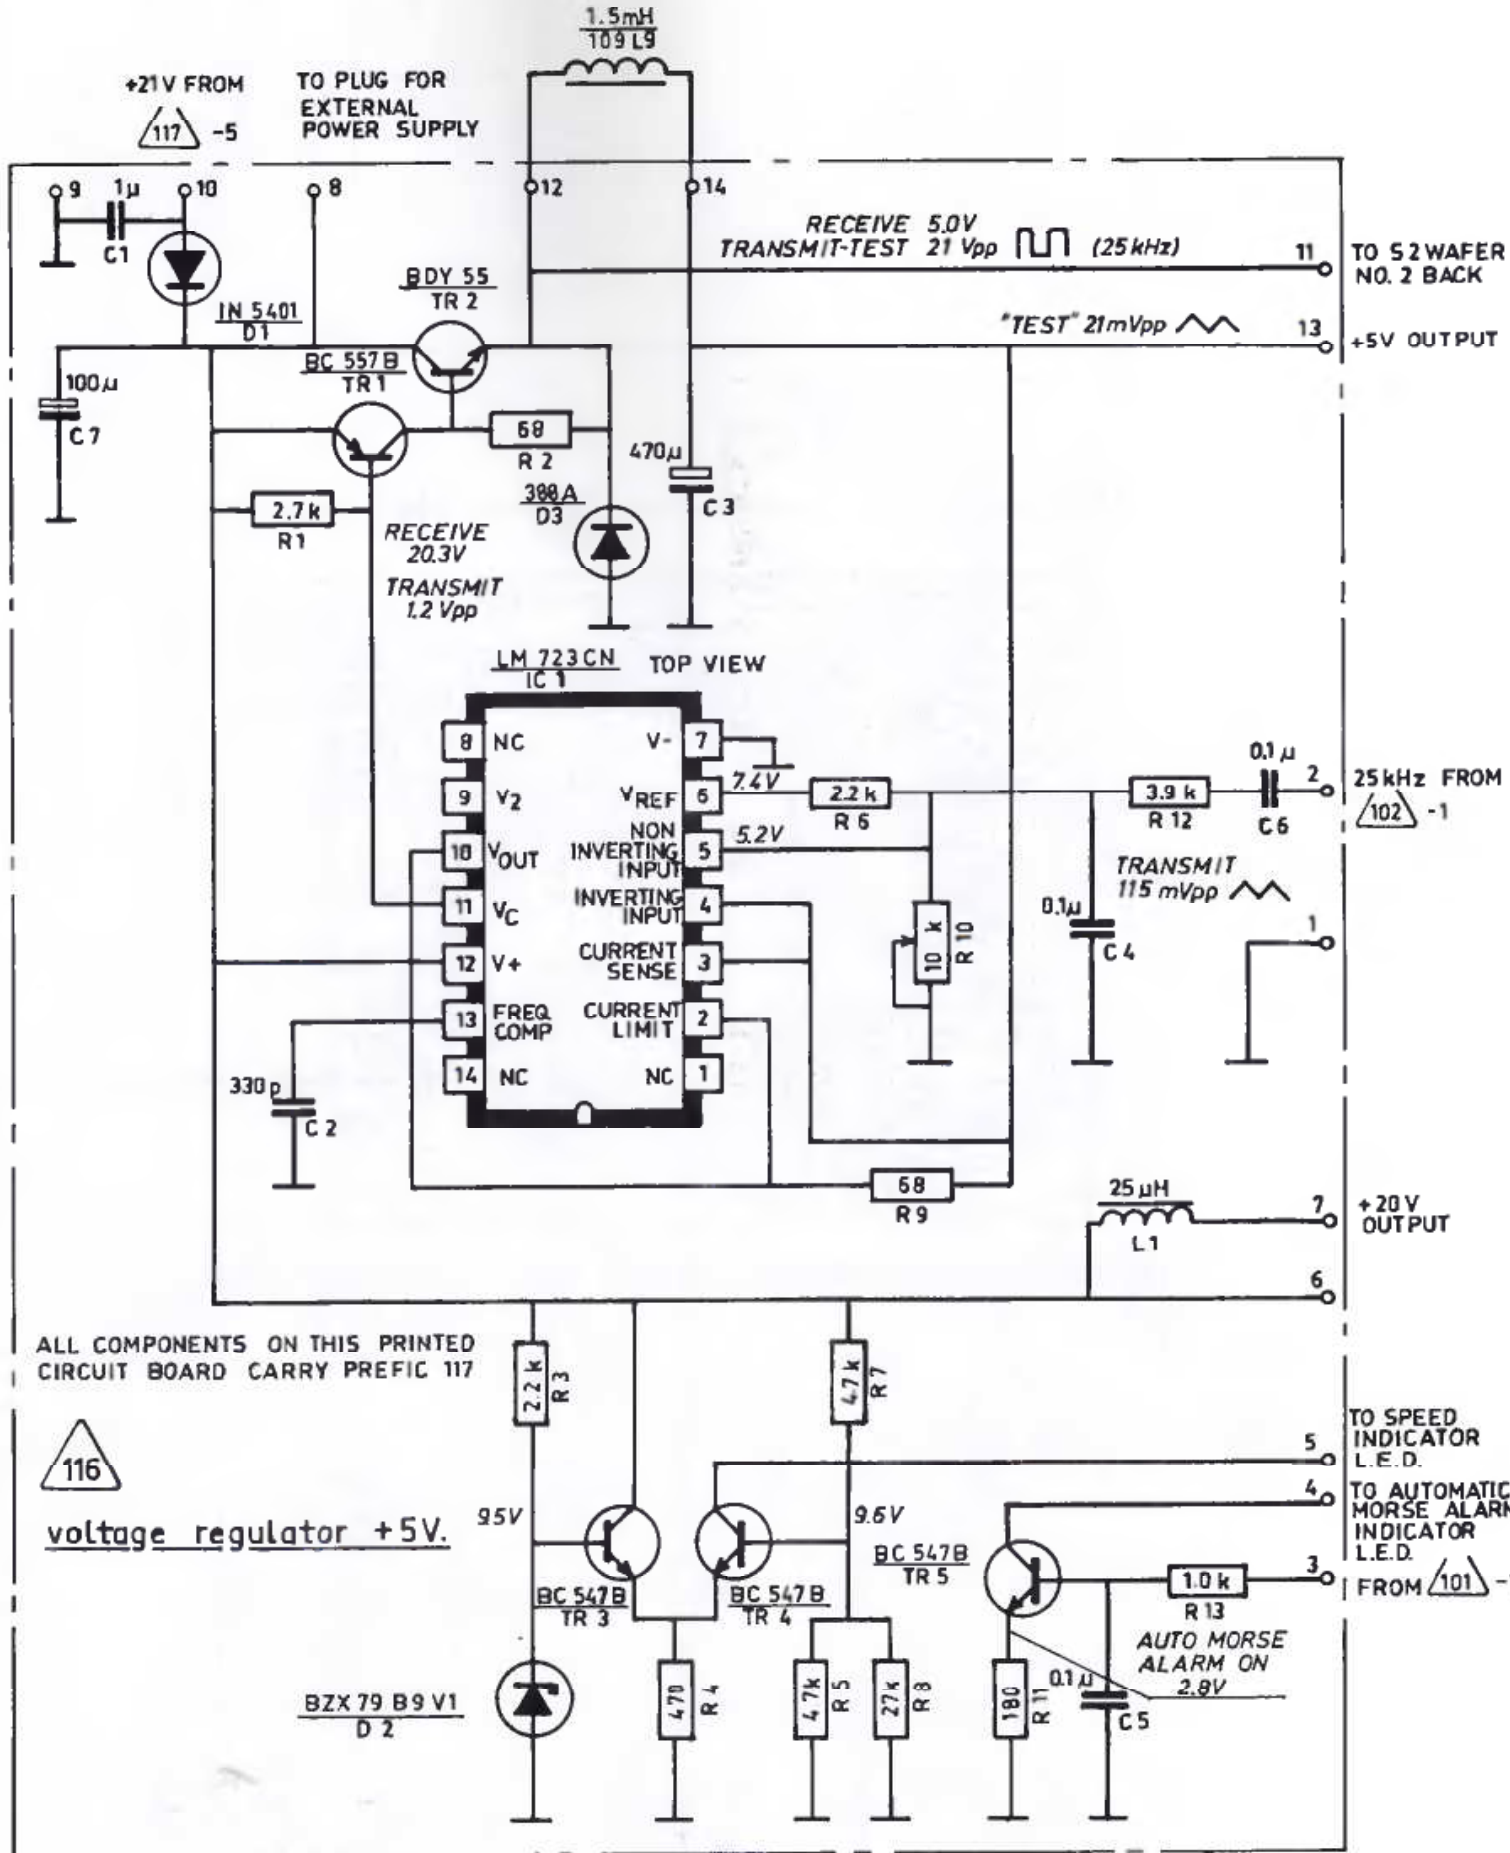 1.5mH
109 L9
+21V FROM
117 -5
TO PLUG FOR
EXTERNAL
POWER SUPPLY
9
1µ
10
8
12
14
C1
RECEIVE 5.0V
TRANSMIT-TEST 21 Vpp (25 kHz)
11
TO S2 WAFER
NO. 2 BACK
BDY 55
TR 2
IN 5401
D1
"TEST" 21mVpp
13
+5V OUTPUT
BC 557B
TR 1
100µ
C 7
68
R 2
470µ
C 3
388A
D3
2.7 k
R1
RECEIVE
20.3V
TRANSMIT
1.2 Vpp
LM 723CN
IC 1
TOP VIEW
8 NC
V- 7
9 V2
VREF 6
7.4V
2.2 k
R 6
10 VOUT
NON
INVERTING
INPUT
5
5.2V
11 VC
INVERTING
INPUT
4
12 V+
CURRENT
SENSE
3
13 FREQ.
COMP
CURRENT
LIMIT
2
14 NC
NC 1
0.1 µ
3.9 k
R 12
C6
2
25kHz FROM
102 -1
TRANSMIT
115 mVpp
10 k
R 10
0.1µ
C 4
1
330p
C 2
68
R 9
25 µH
L1
7
+20V
OUTPUT
6
ALL COMPONENTS ON THIS PRINTED
CIRCUIT BOARD CARRY PREFIC 117
116
voltage regulator +5V.
2.2 k
R 3
4.7 k
R 7
9.5V
9.6V
5
TO SPEED
INDICATOR
L.E.D.
4
TO AUTOMATIC
MORSE ALARM
INDICATOR
L.E.D.
BC 547B
TR 3
BC 547B
TR 4
BC 547B
TR 5
1.0 k
R 13
3
FROM 101 -
AUTO MORSE
ALARM ON
2.8V
BZX 79 B9 V1
D 2
470
R 4
4.7k
R 5
27k
R 8
180
R 11
0.1 µ
C 5